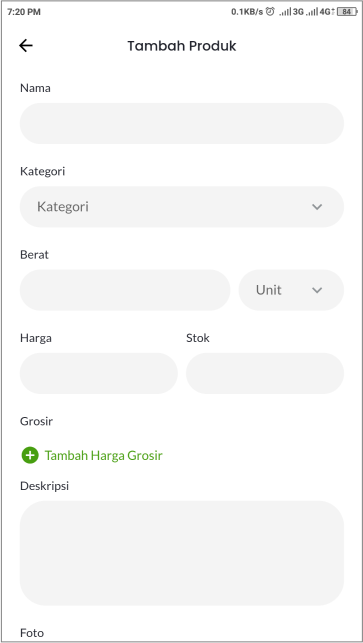 7:20 PM 0.1KB/s 3G 4G 84
Tambah Produk
Nama
Kategori
Kategori
Berat
Unit
Harga Stok
Grosir
Tambah Harga Grosir
Deskripsi
Foto